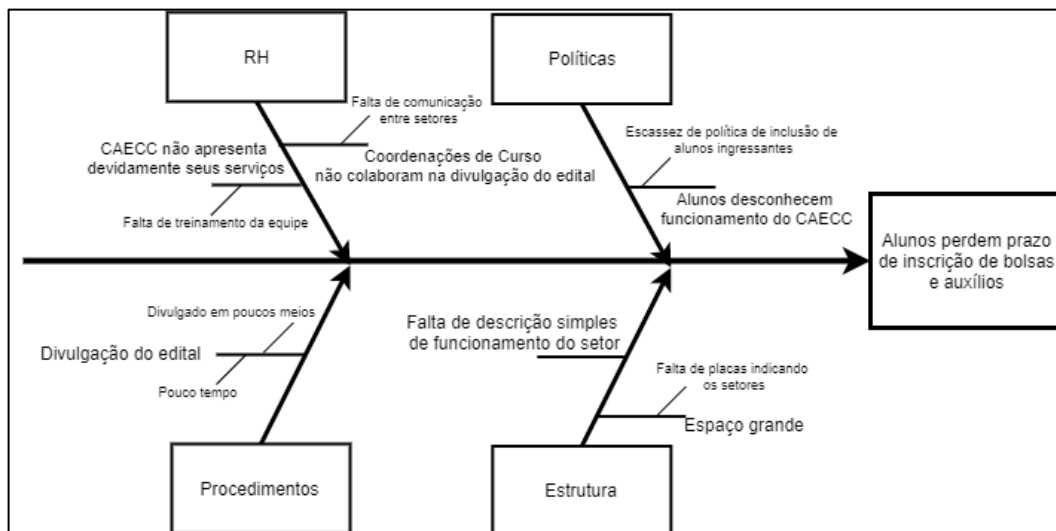 RH
Políticas
Falta de comunicação
entre setores
Escassez de política de inclusão de
alunos ingressantes
CAECC não apresenta
devidamente seus serviços
Coordenações de Curso
não colaboram na divulgação do edital
Alunos desconhecem
funcionamento do CAECC
Falta de treinamento da equipe
Alunos perdem prazo
de inscrição de bolsas
e auxílios
Divulgado em poucos meios
Divulgação do edital
Pouco tempo
Falta de descrição simples
de funcionamento do setor
Falta de placas indicando
os setores
Espaço grande
Procedimentos
Estrutura